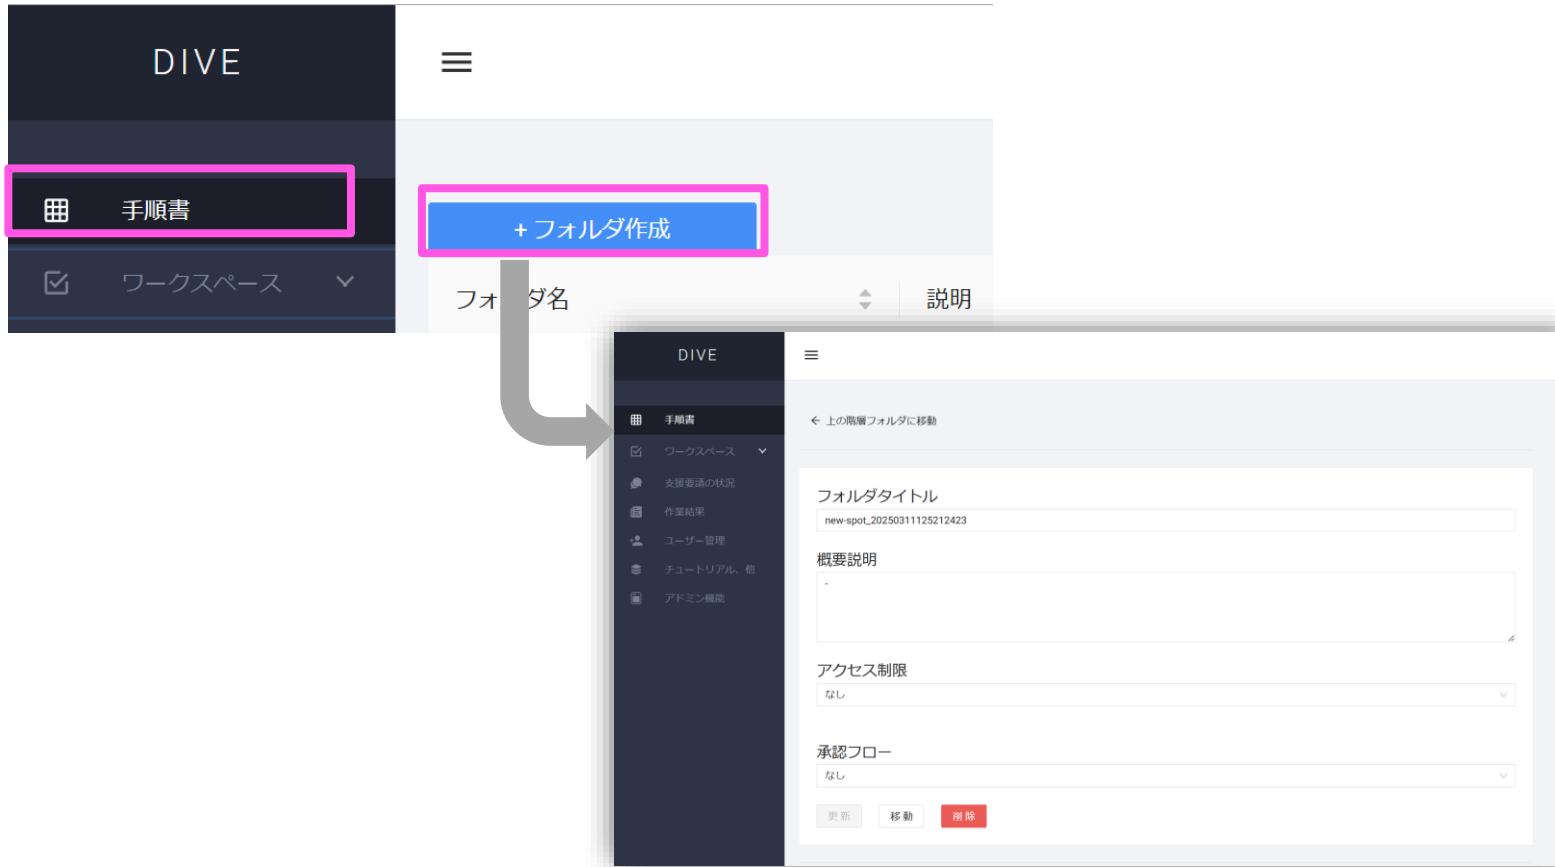 DIVE
手順書
ワークスペース
+ フォルダ作成
フォ ダ名
説明
DIVE
手順書
ワークスペース
支援要請の状況
作業結果
ユーザー管理
チュートリアル、他
アドミン機能
← 上の階層フォルダに移動
フォルダタイトル
new-spot_20250311125212423
概要説明
-
アクセス制限
なし
承認フロー
なし
更新 移動 削除